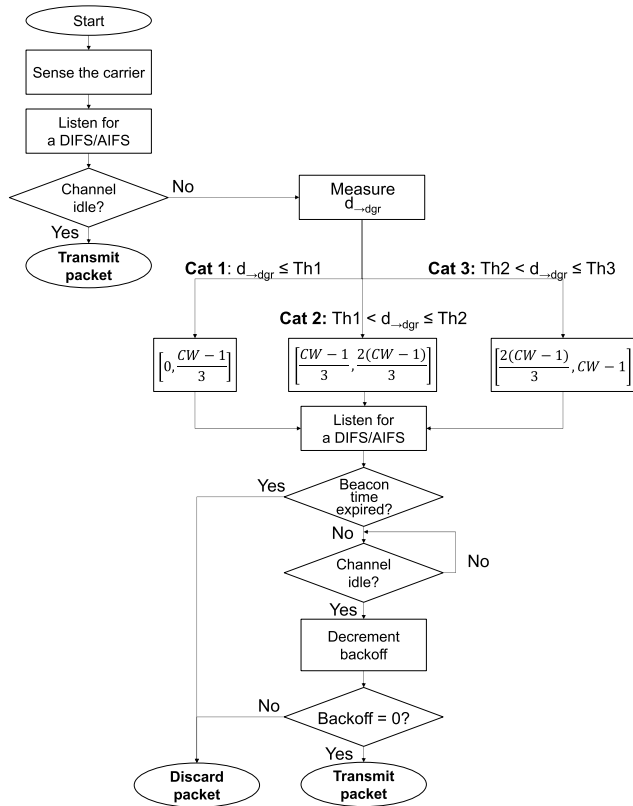 Start
Sense the carrier
Listen for
a DIFS/AIFS
Channel
idle?
No
Yes
Transmit
packet
Measure
d→dgr
Cat 1: d→dgr ≤ Th1
Cat 3: Th2 < d→dgr ≤ Th3
Cat 2: Th1 < d→dgr ≤ Th2
[0, (CW − 1)/3]
[(CW − 1)/3, 2(CW − 1)/3]
[2(CW − 1)/3, CW − 1]
Listen for
a DIFS/AIFS
Yes
Beacon
time
expired?
No
Channel
idle?
No
Yes
Decrement
backoff
No
Backoff = 0?
Yes
Discard
packet
Transmit
packet